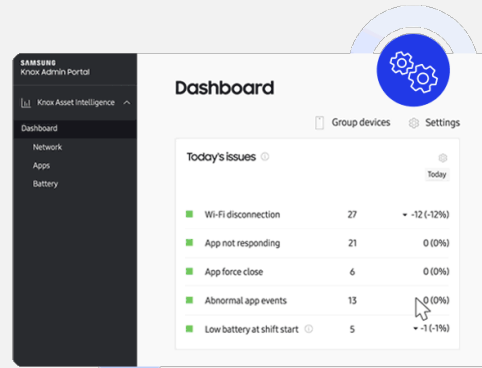 SAMSUNG
Knox Admin Portal
Knox Asset Intelligence
Dashboard
Network
Apps
Battery
Dashboard
Group devices
Settings
Today's issues
Today
Wi-Fi disconnection 27 -12 (-12%)
App not responding 21 0 (0%)
App force close 6 0 (0%)
Abnormal app events 13 0 (0%)
Low battery at shift start 5 -1 (-1%)